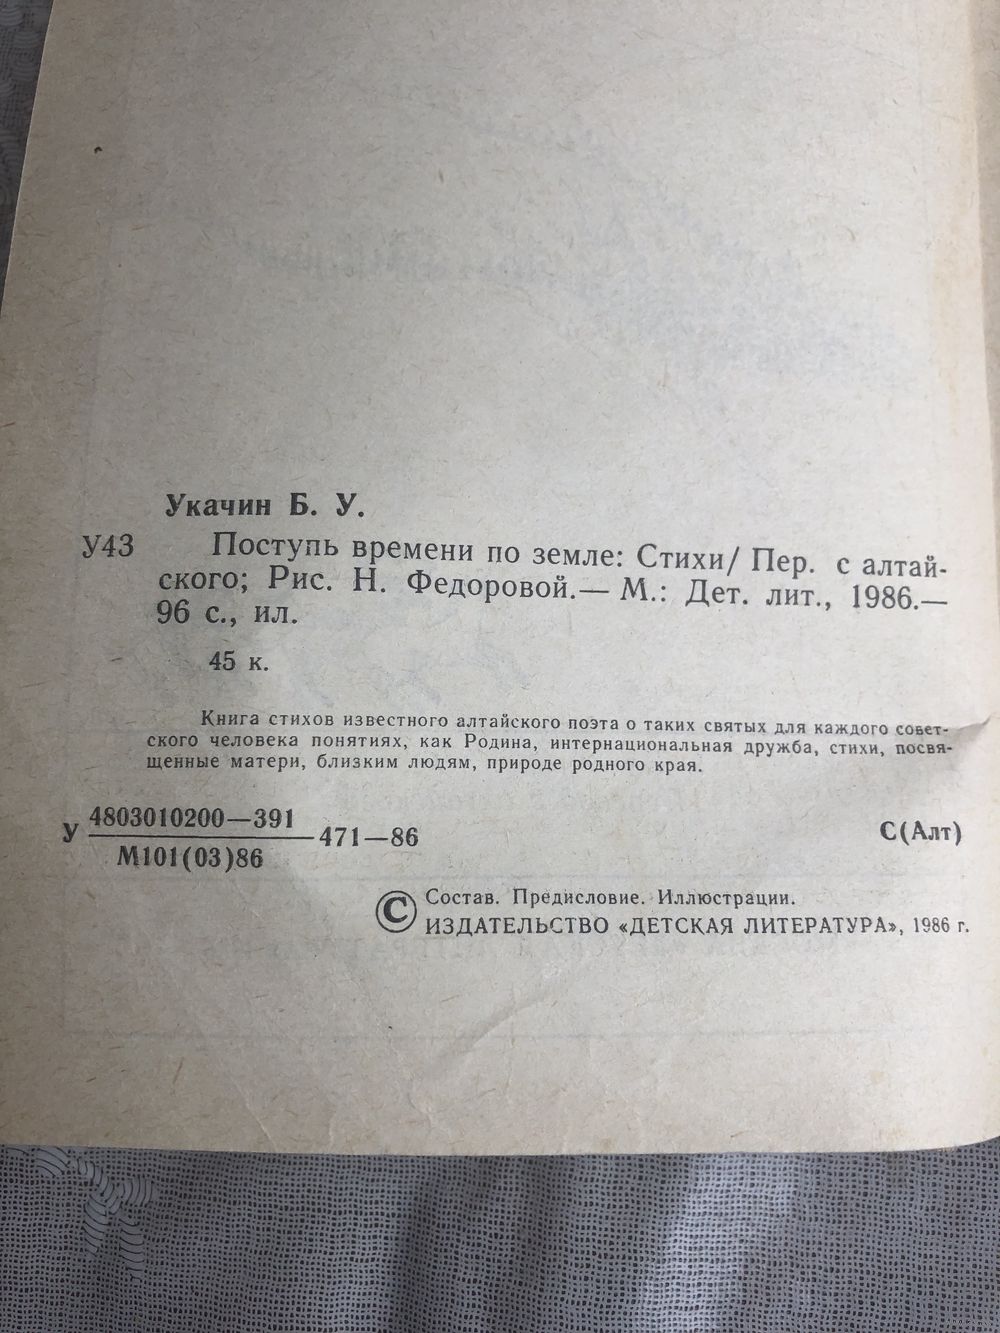 Укачин Б. У.
У43 Поступь времени по земле: Стихи/ Пер. с алтай-
ского; Рис. Н. Федоровой.— М.: Дет. лит., 1986.—
96 с., ил.
45 к.
Книга стихов известного алтайского поэта о таких святых для каждого совет-
ского человека понятиях, как Родина, интернациональная дружба, стихи, посвя-
щенные матери, близким людям, природе родного края.
У 4803010200—391
М101(03)86
471—86
С(Алт)
© Состав. Предисловие. Иллюстрации.
ИЗДАТЕЛЬСТВО «ДЕТСКАЯ ЛИТЕРАТУРА», 1986 г.